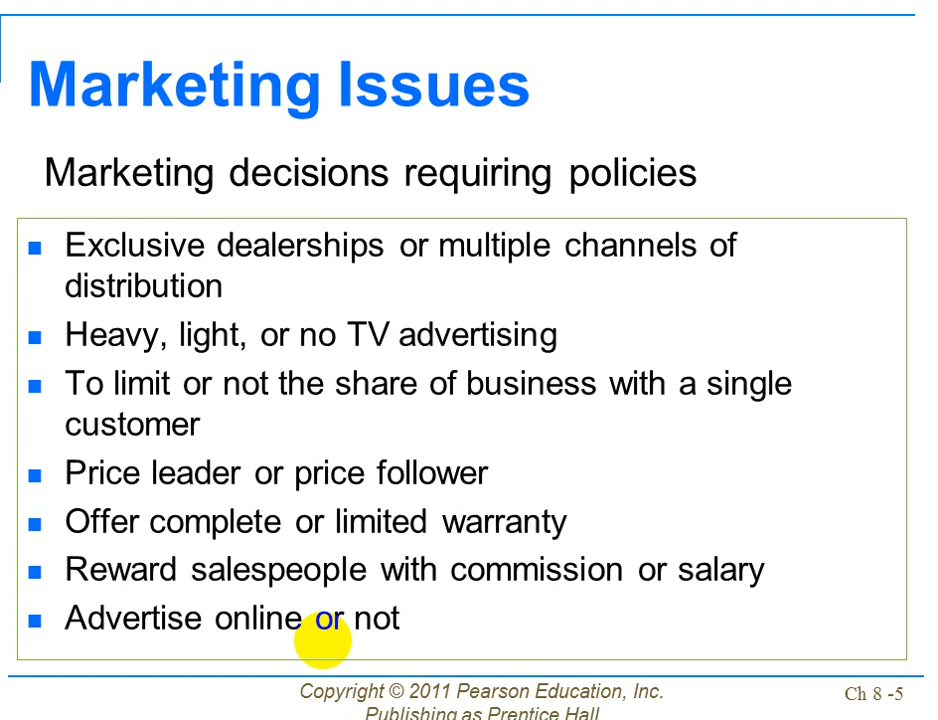 Marketing Issues
Marketing decisions requiring policies
Exclusive dealerships or multiple channels of
distribution
Heavy, light, or no TV advertising
To limit or not the share of business with a single
customer
Price leader or price follower
Offer complete or limited warranty
Reward salespeople with commission or salary
Advertise online or not
Copyright © 2011 Pearson Education, Inc.
Publishing as Prentice Hall
Ch 8 -5